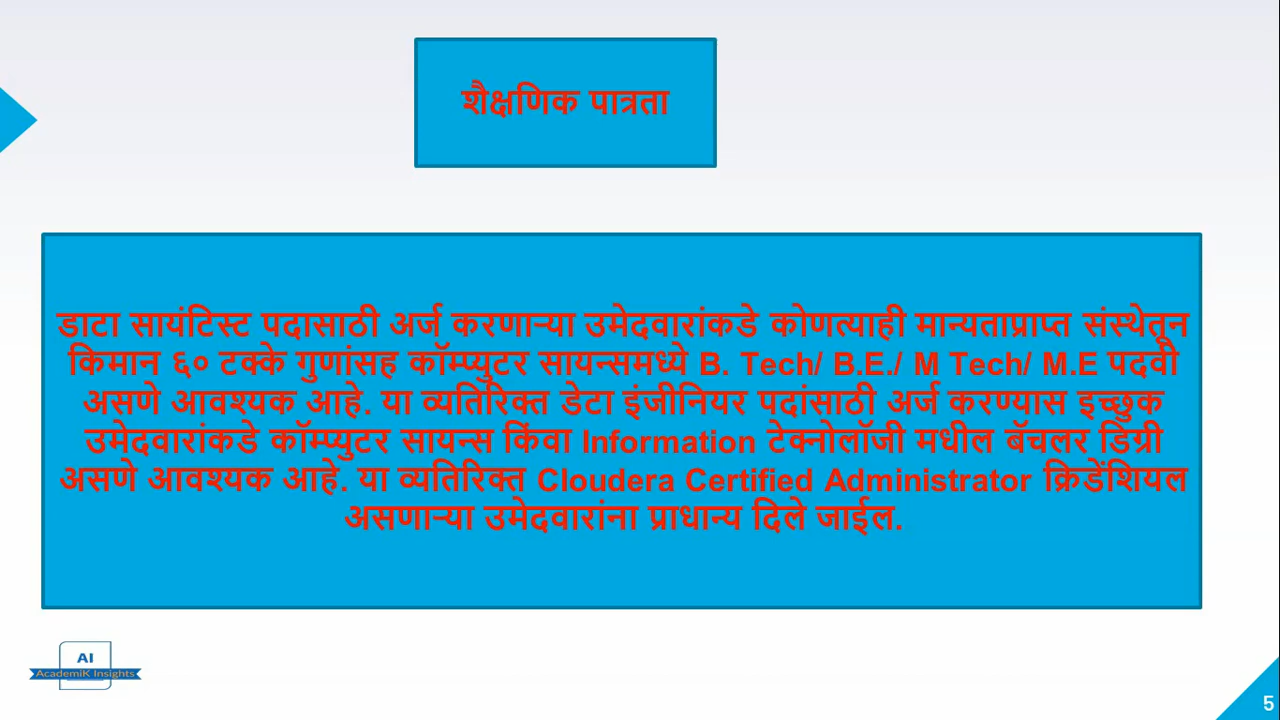 शैक्षणिक पात्रता
डाटा सायंटिस्ट पदासाठी अर्ज करणाऱ्या उमेदवारांकडे कोणत्याही मान्यताप्राप्त संस्थेतून
किमान ६० टक्के गुणांसह कॉम्प्युटर सायन्समध्ये B. Tech/ B.E./ M Tech/ M.E पदवी
असणे आवश्यक आहे. या व्यतिरिक्त डेटा इंजीनियर पदांसाठी अर्ज करण्यास इच्छुक
उमेदवारांकडे कॉम्प्युटर सायन्स किंवा Information टेक्नोलॉजी मधील बॅचलर डिग्री
असणे आवश्यक आहे. या व्यतिरिक्त Cloudera Certified Administrator क्रिडेंशियल
असणाऱ्या उमेदवारांना प्राधान्य दिले जाईल.
AI
AcademiK Insights
5